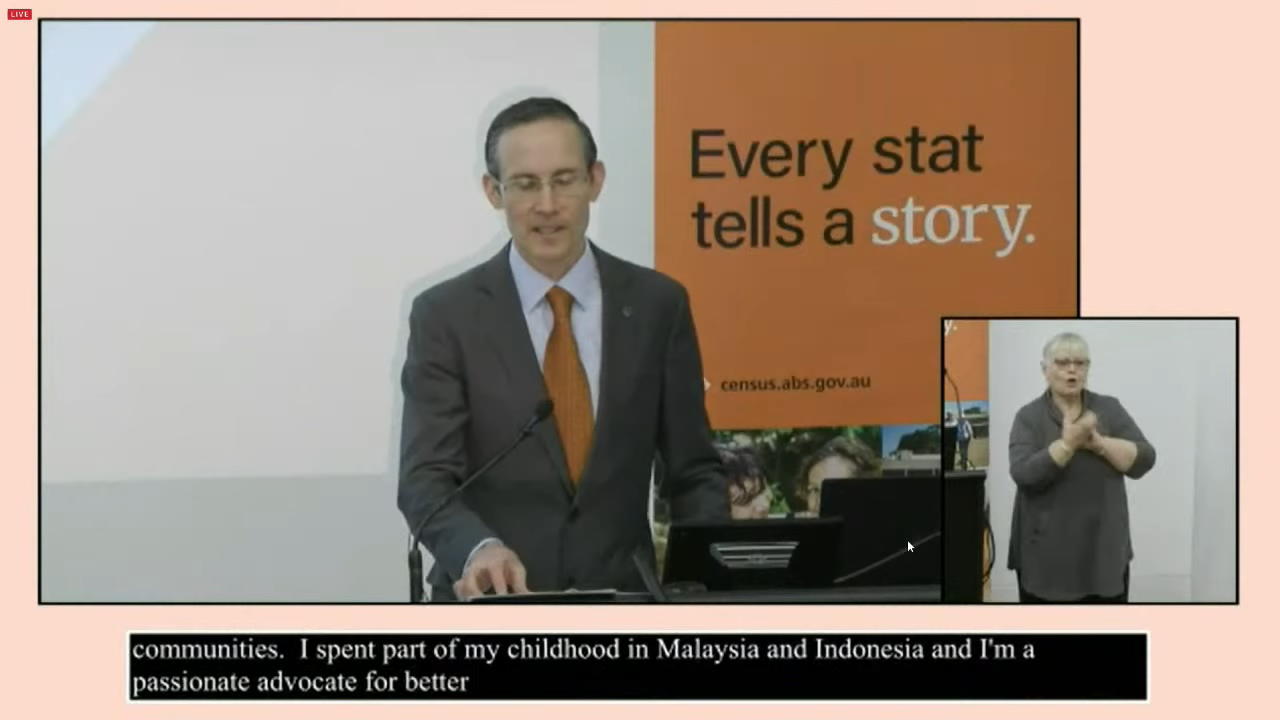 LIVE
Every stat
tells a story.
census.abs.gov.au
y.
communities.  I spent part of my childhood in Malaysia and Indonesia and I'm a
passionate advocate for better